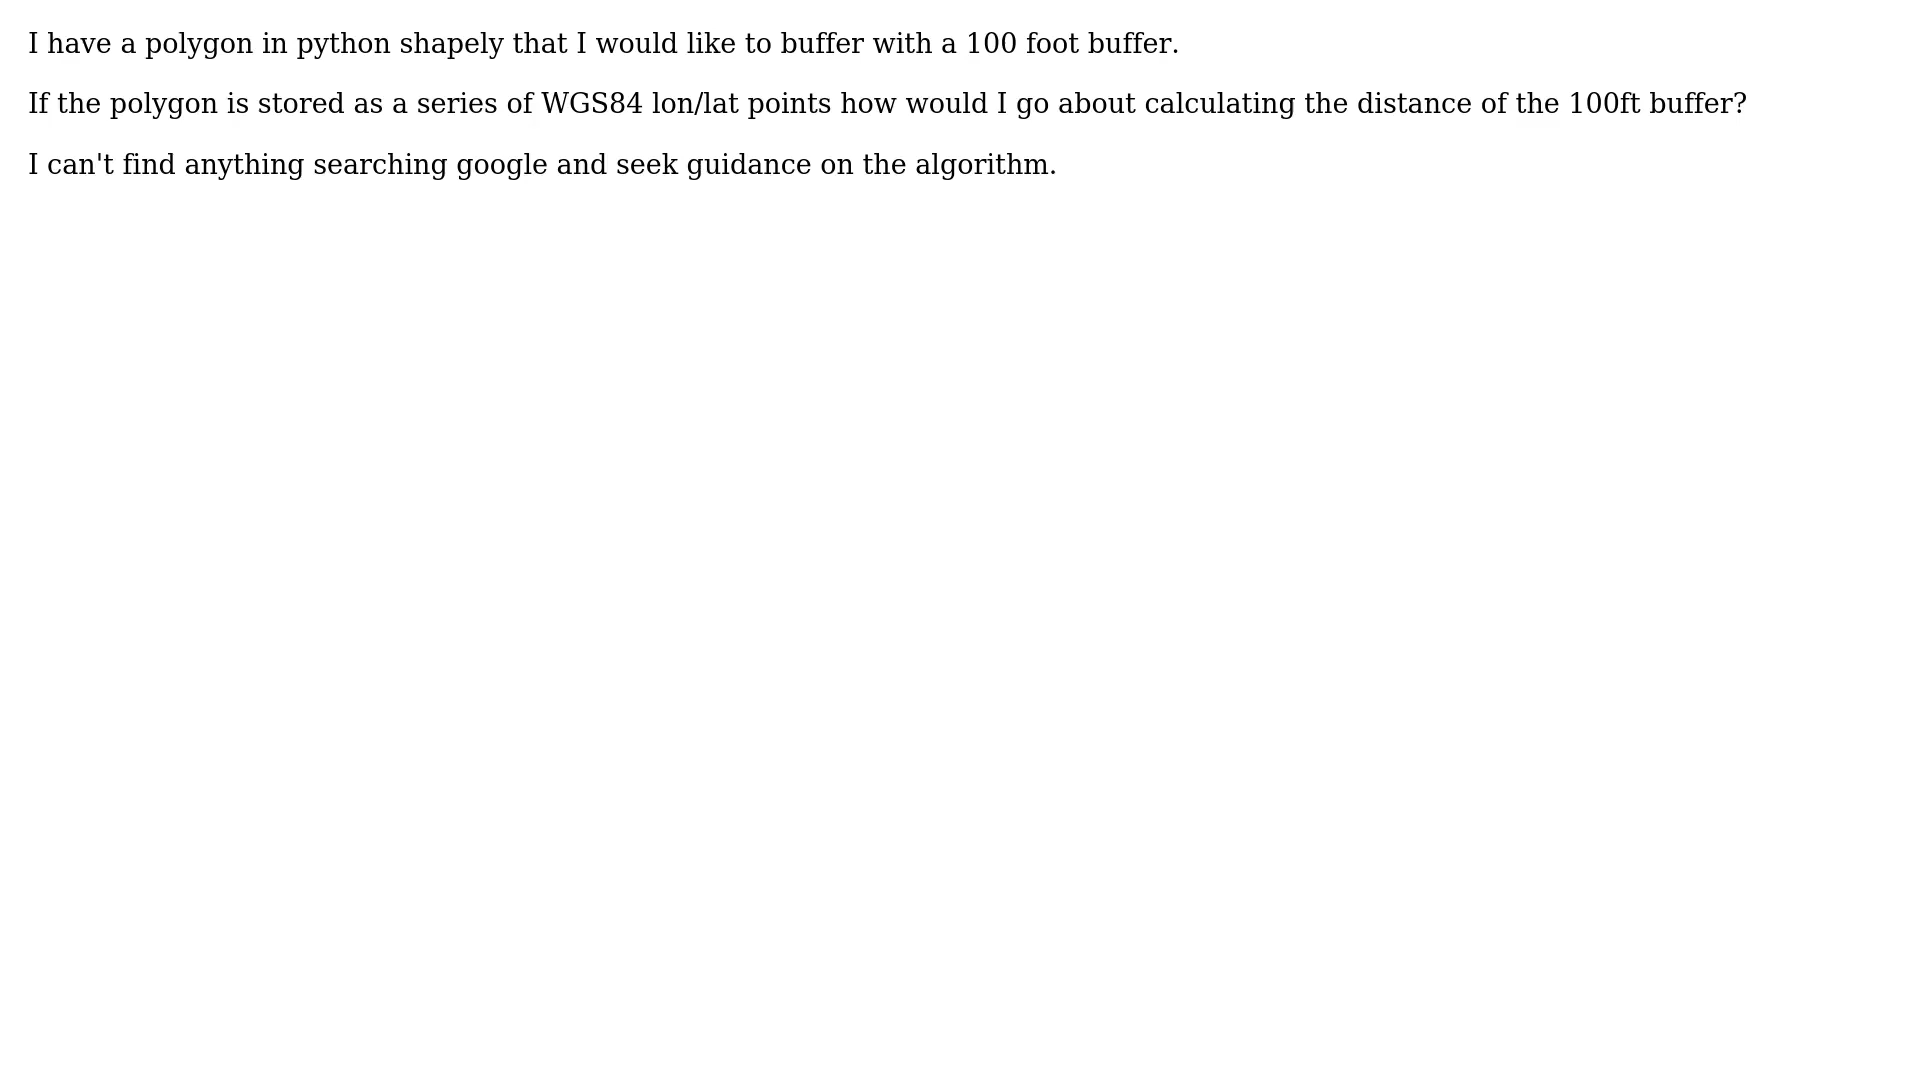 I have a polygon in python shapely that I would like to buffer with a 100 foot buffer.
If the polygon is stored as a series of WGS84 lon/lat points how would I go about calculating the distance of the 100ft buffer?
I can't find anything searching google and seek guidance on the algorithm.